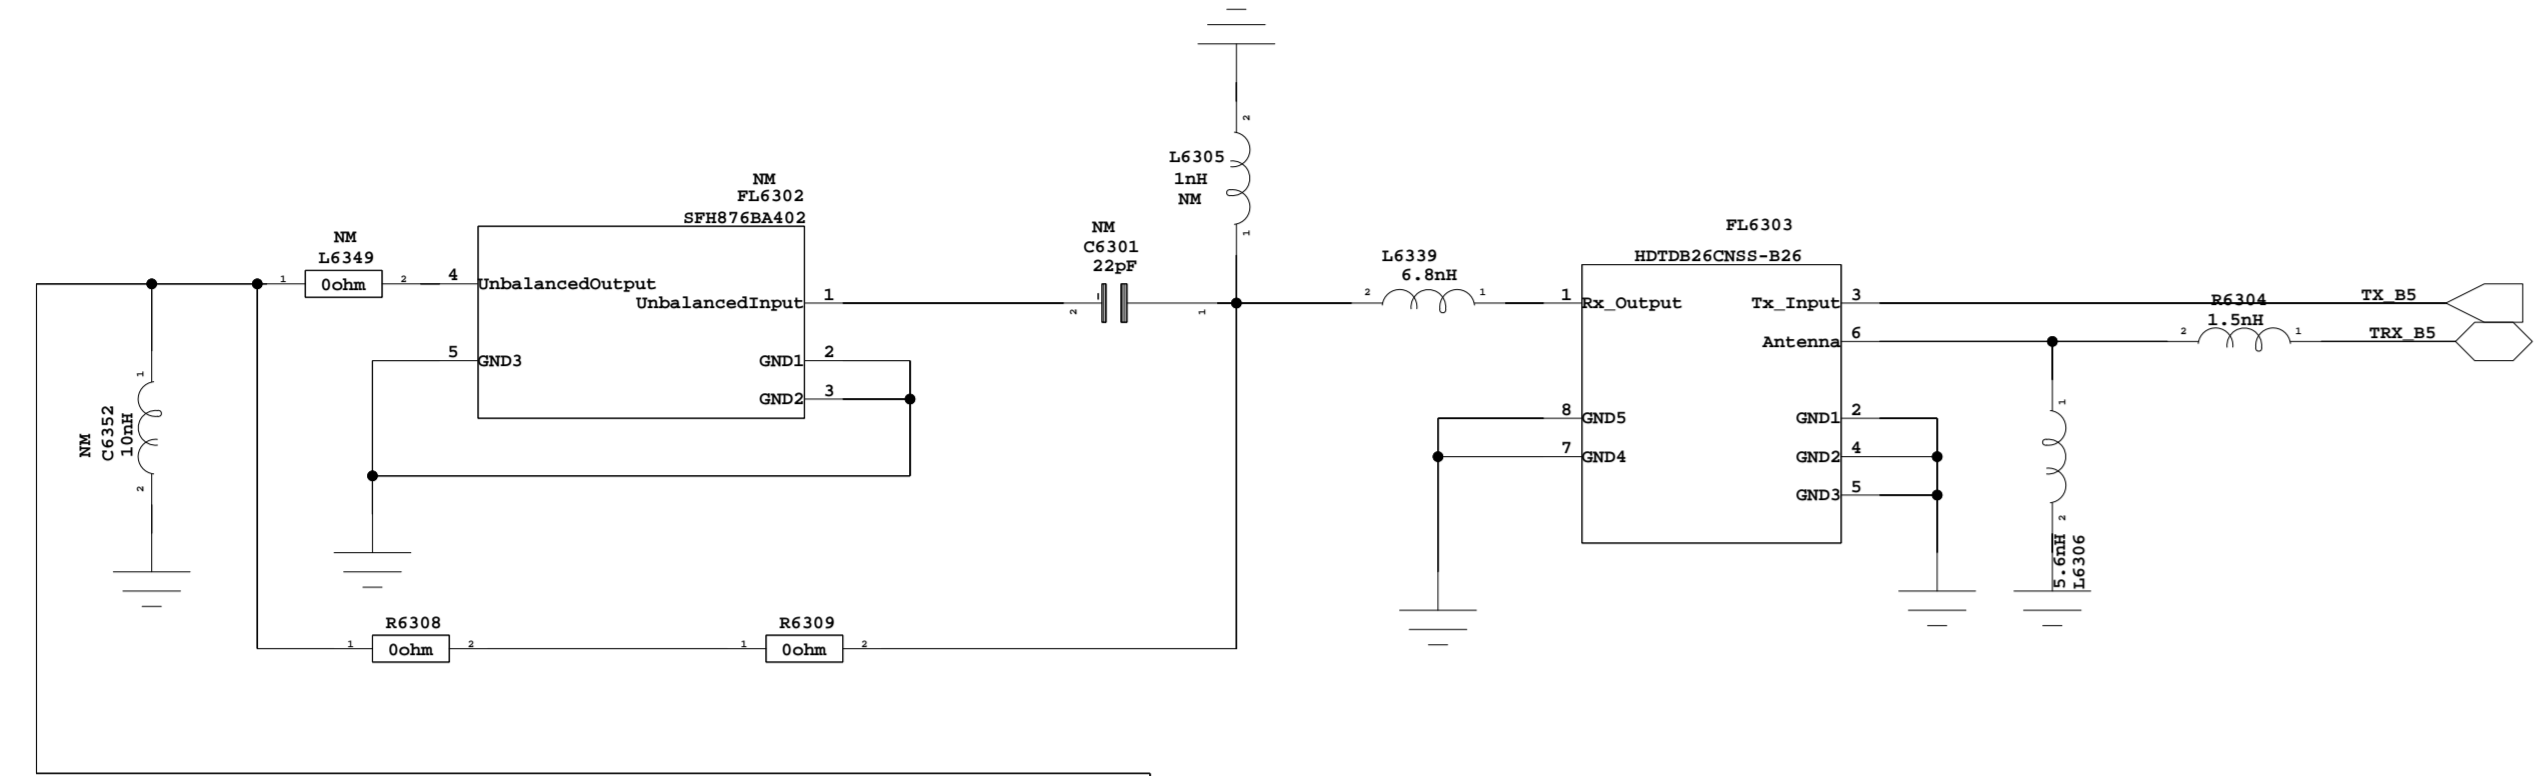 2
L6305
1nH
NM
1
NM
FL6302
SFH876BA402
NM
L6349
1
0ohm
2
4
UnbalancedOutput
UnbalancedInput
1
5
GND3
GND1
2
GND2
3
NM
C6301
22pF
2
1
1
NM
C6352
10nH
2
R6308
1
0ohm
2
R6309
1
0ohm
2
L6339
6.8nH
2
1
FL6303
HDTDB26CNSS-B26
1
Rx_Output
Tx_Input
3
Antenna
6
8
GND5
7
GND4
GND1
2
GND2
4
GND3
5
TX_B5
R6304
1.5nH
2
1
TRX_B5
1
2
5.6nH
L6306